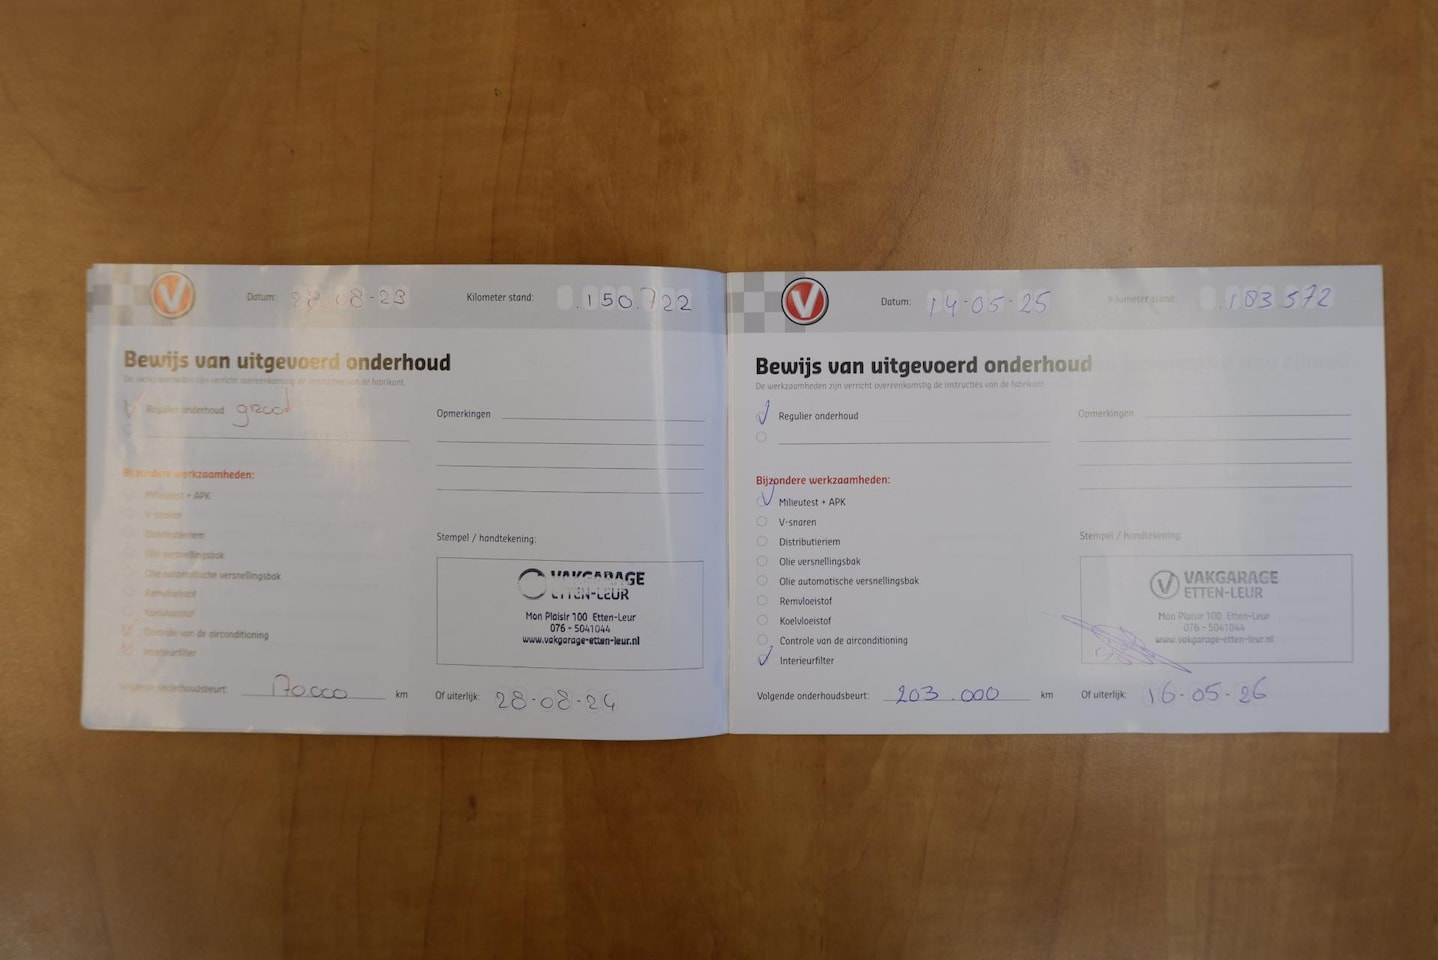 Datum: 28-08-23 Kilometer stand: .150.722
Bewijs van uitgevoerd onderhoud
De werkzaamheden zijn verricht overeenkomstig de instructies van de fabrikant.
Regulier onderhoud groot
Opmerkingen
Bijzondere werkzaamheden:
Milieutest + APK
V-snaren
Distributieriem
Olie versnellingsbak
Olie automatische versnellingsbak
Remvloeistof
Koelvloeistof
Controle van de airconditioning
Interieurfilter
Stempel / handtekening:
VAKGARAGE
ETTEN-LEUR
Mon Plaisir 100 Etten-Leur
076 - 5041044
www.vakgarage-etten-leur.nl
Volgende onderhoudsbeurt: 170.000 km Of uiterlijk: 28-08-24
V Datum: 14-05-25 Kilometer stand: .183.572
Bewijs van uitgevoerd onderhoud
De werkzaamheden zijn verricht overeenkomstig de instructies van de fabrikant.
Regulier onderhoud
Opmerkingen
Bijzondere werkzaamheden:
Milieutest + APK
V-snaren
Distributieriem
Olie versnellingsbak
Olie automatische versnellingsbak
Remvloeistof
Koelvloeistof
Controle van de airconditioning
Interieurfilter
Stempel / handtekening:
V VAKGARAGE
ETTEN-LEUR
Mon Plaisir 100 Etten-Leur
076 - 5041044
www.vakgarage-etten-leur.nl
Volgende onderhoudsbeurt: 203.000 km Of uiterlijk: 16-05-26